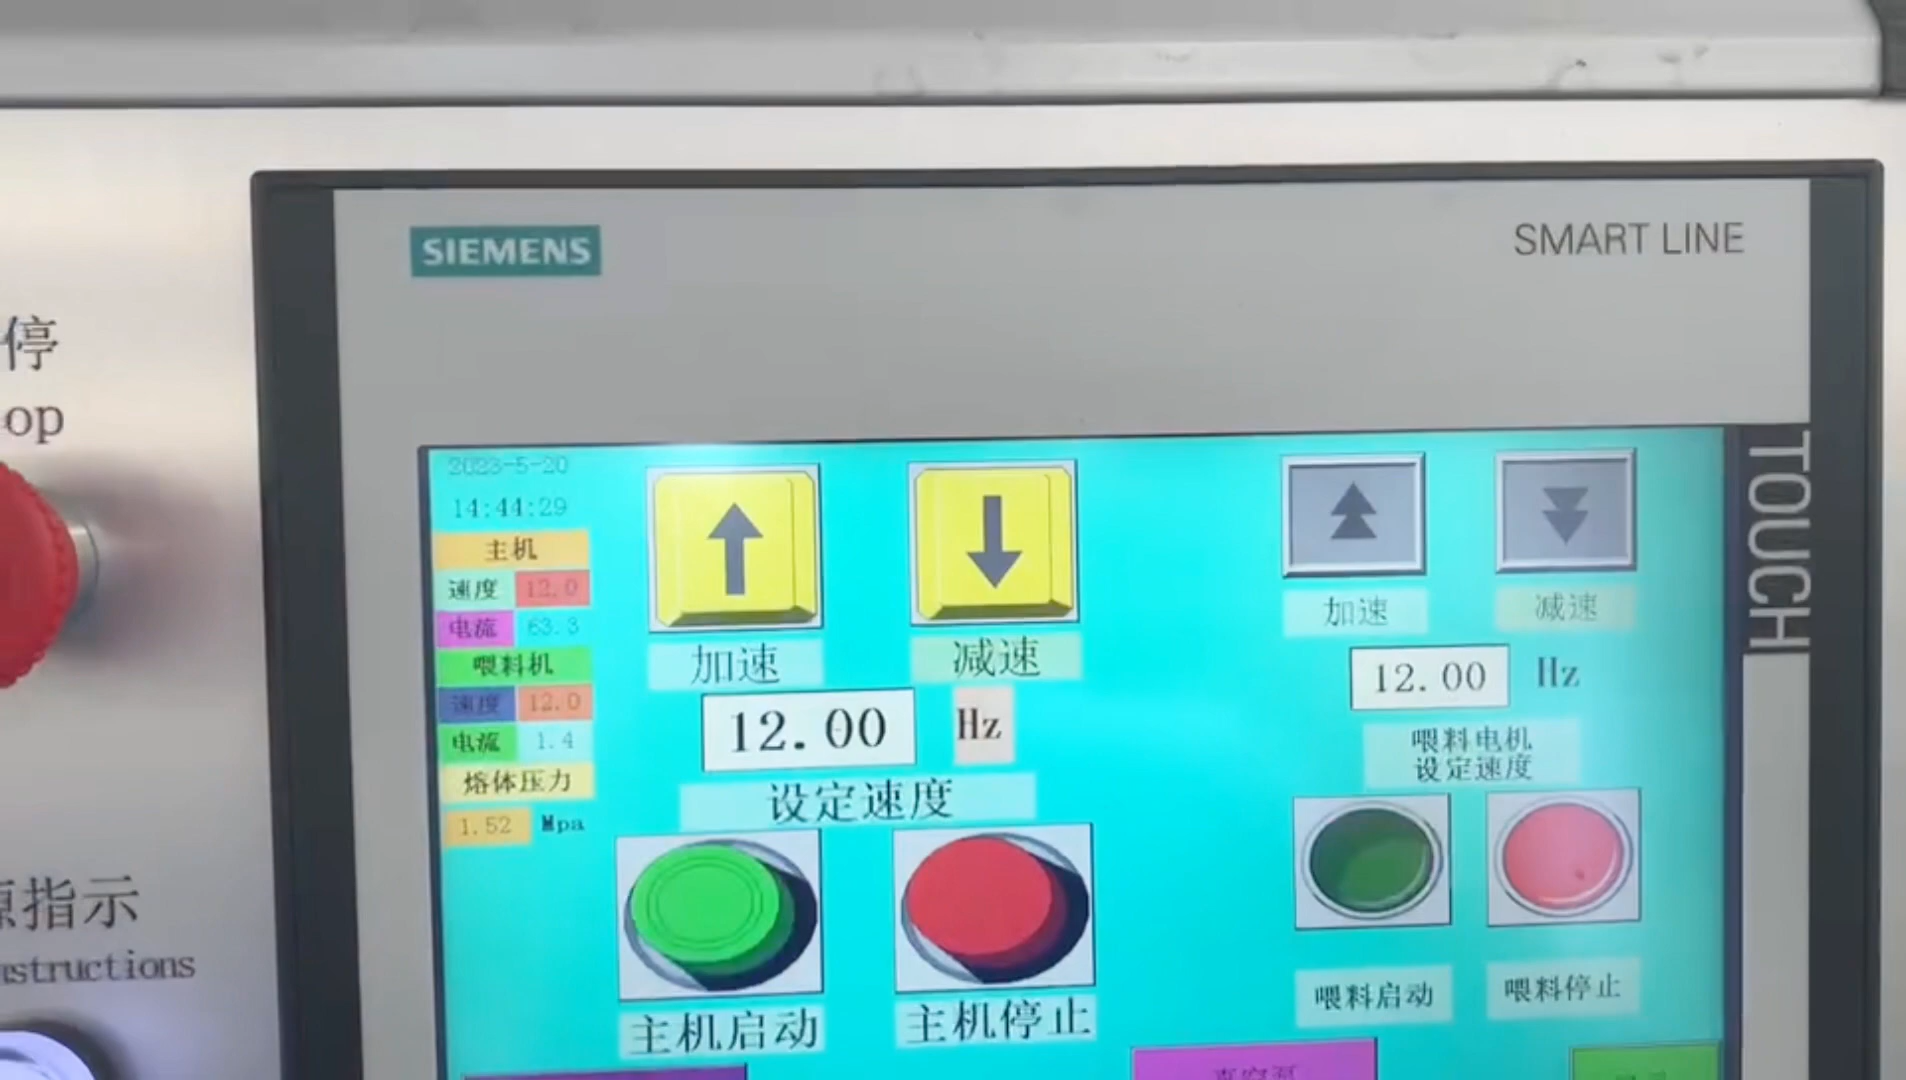 SIEMENS
SMART LINE
TOUCH
停
op
指示
structions
2023-5-20
14:44:29
主机
速度 12.0
电流 63.3
喂料机
速度 12.0
电流 1.4
熔体压力
1.52 Mpa
加速
减速
12.00 Hz
设定速度
主机启动
主机停止
加速
减速
12.00 Hz
喂料电机
设定速度
喂料启动
喂料停止